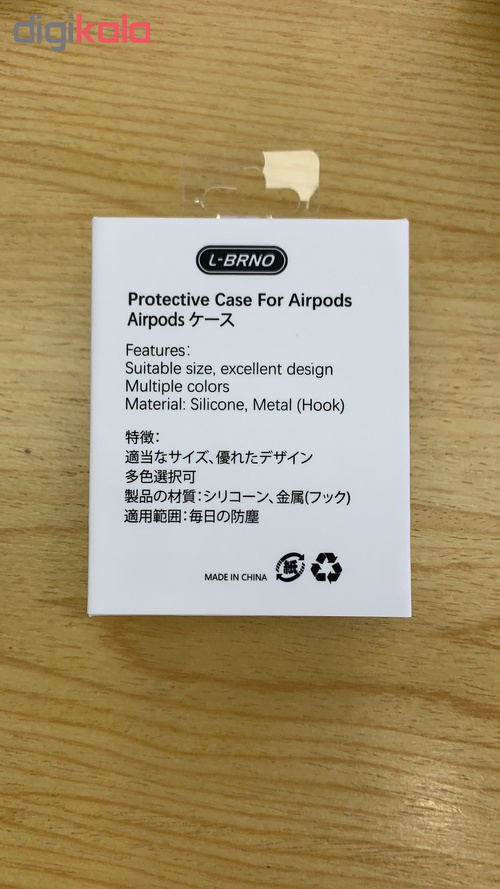 digikala
L-BRNO
Protective Case For Airpods
Airpods ケース
Features:
Suitable size, excellent design
Multiple colors
Material: Silicone, Metal (Hook)
特徴：
適当なサイズ、優れたデザイン
多色選択可
製品の材質：シリコーン、金属(フック)
適用範囲：毎日の防塵
MADE IN CHINA
紙